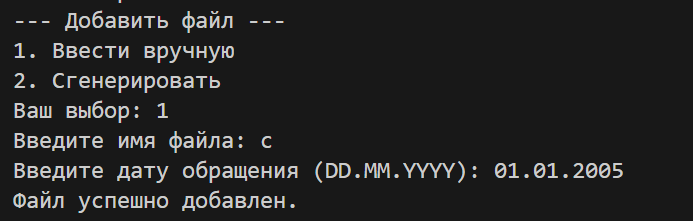 --- Добавить файл ---
1. Ввести вручную
2. Сгенерировать
Ваш выбор: 1
Введите имя файла: c
Введите дату обращения (DD.MM.YYYY): 01.01.2005
Файл успешно добавлен.